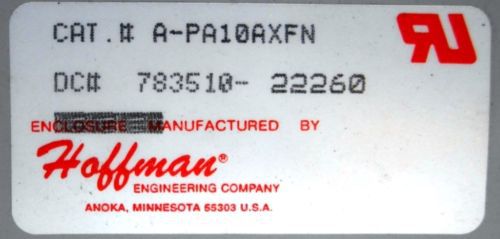 CAT.# A-PA10AXFN
DC# 783510- 22260
ENCLOSURE MANUFACTURED BY
Hoffman®
ENGINEERING COMPANY
ANOKA, MINNESOTA 55303 U.S.A.